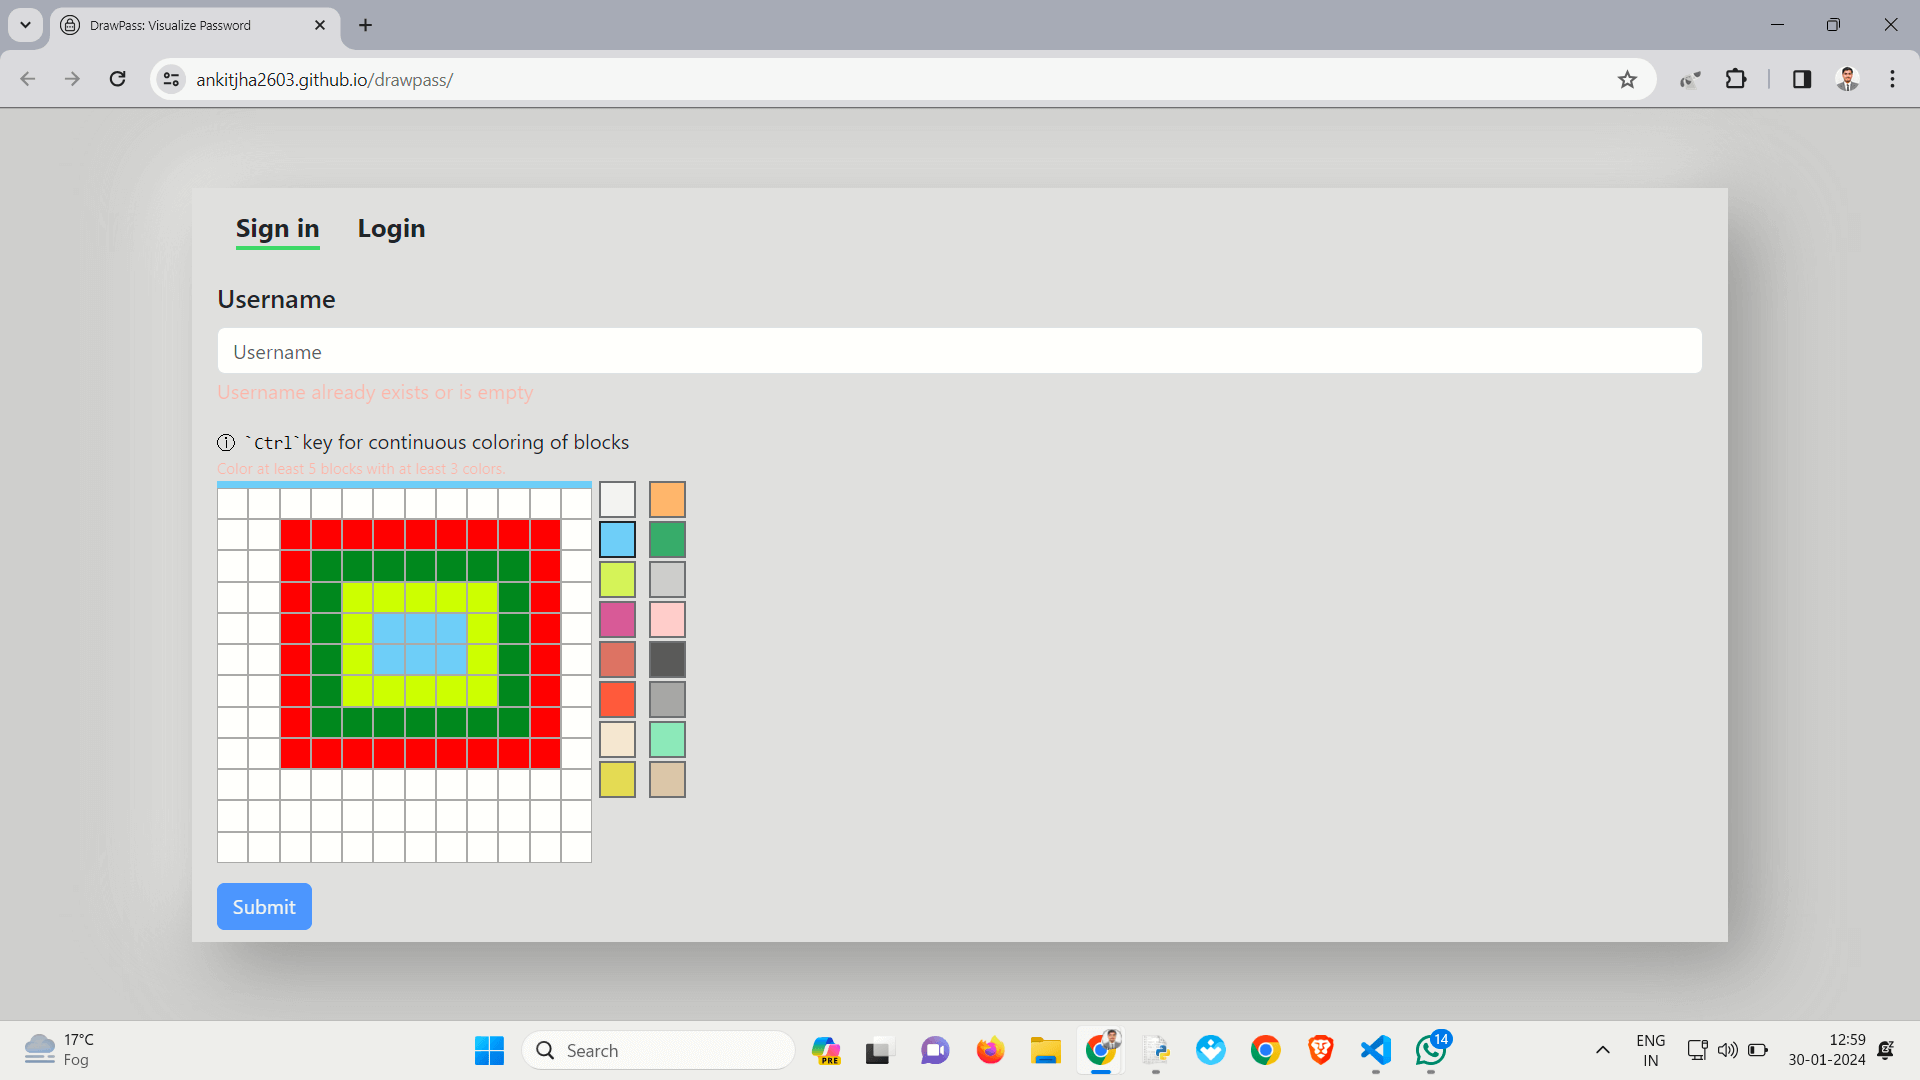 DrawPass: Visualize Password
ankitjha2603.github.io/drawpass/
Sign in Login
Username
Username
Username already exists or is empty
`Ctrl`key for continuous coloring of blocks
Color at least 5 blocks with at least 3 colors.
Submit
17°C
Fog
Search
PRE
14
ENG
IN
12:59
30-01-2024